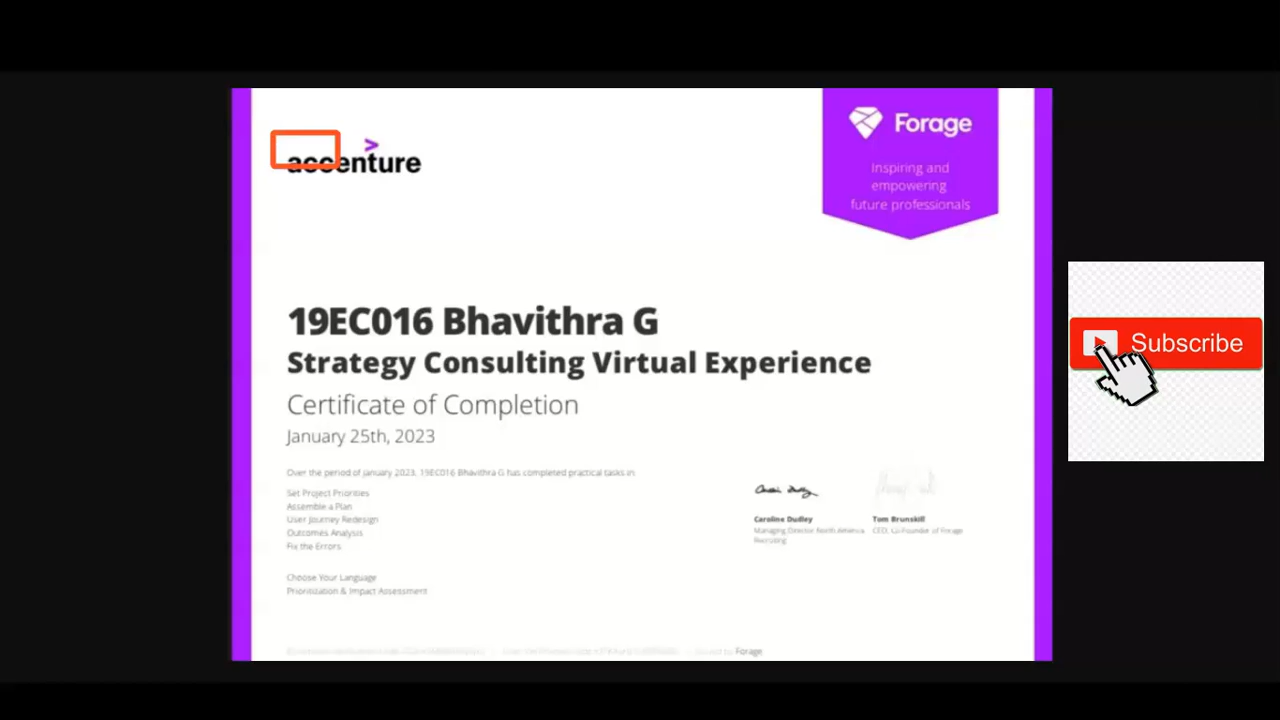 accenture
Forage
Inspiring and
empowering
future professionals
19EC016 Bhavithra G
Strategy Consulting Virtual Experience
Certificate of Completion
January 25th, 2023
Over the period of January 2023, 19EC016 Bhavithra G has completed practical tasks in:
Set Project Priorities
Assemble a Plan
User Journey Redesign
Outcomes Analysis
Fix the Errors
Choose Your Language
Prioritization & Impact Assessment
Caroline Dudley
Managing Director North America
Recruiting
Tom Brunskill
CEO, Co-Founder of Forage
Forage
Subscribe